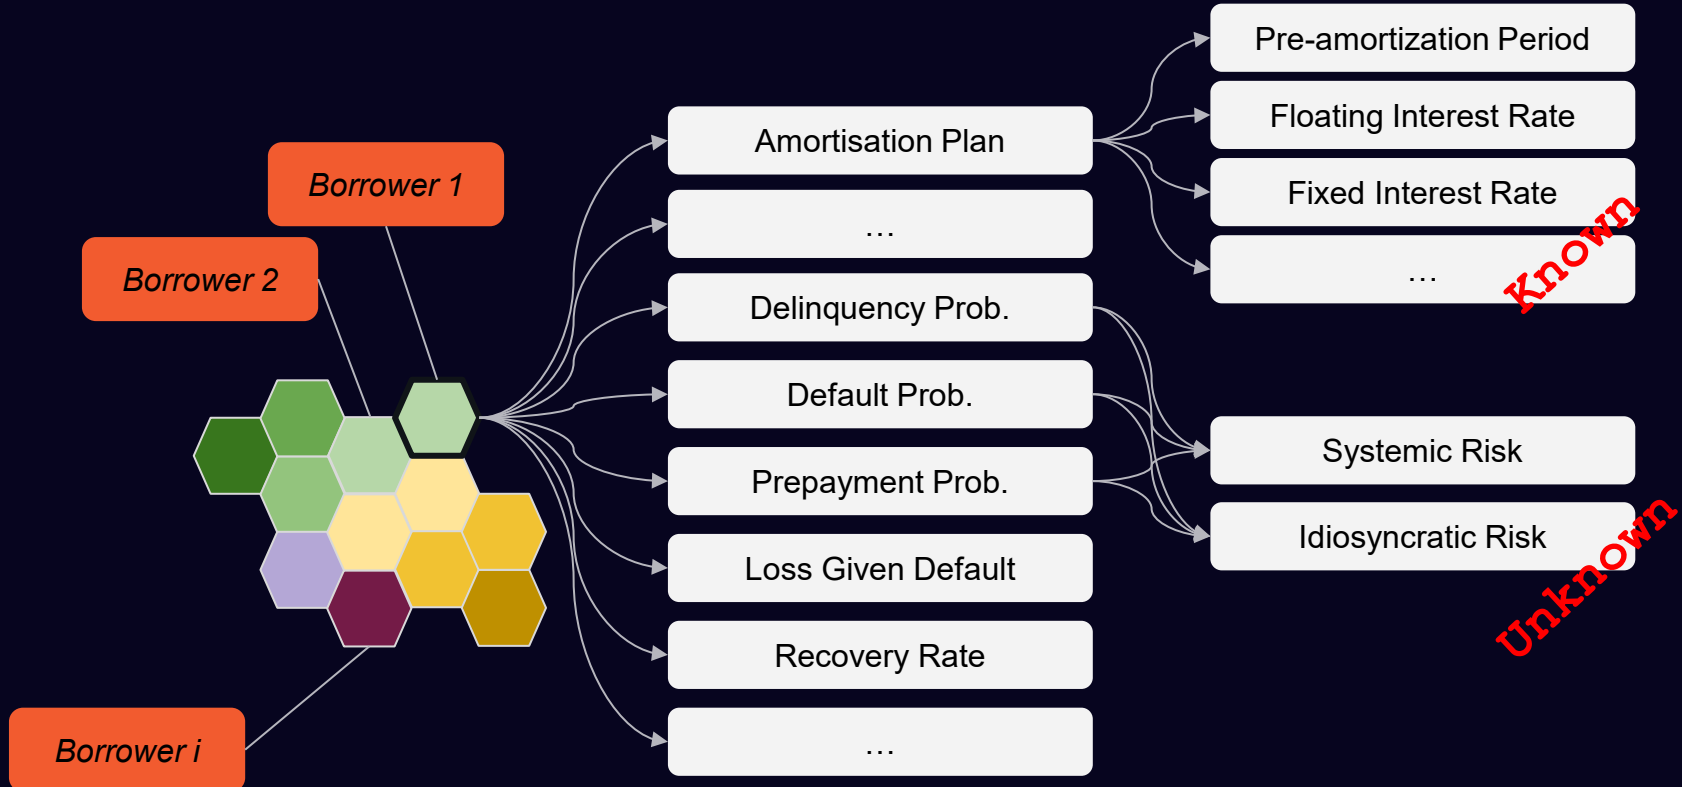 Borrower 1
Borrower 2
Borrower i
Amortisation Plan
...
Delinquency Prob.
Default Prob.
Prepayment Prob.
Loss Given Default
Recovery Rate
...
Pre-amortization Period
Floating Interest Rate
Fixed Interest Rate
...
Known
Systemic Risk
Idiosyncratic Risk
Unknown